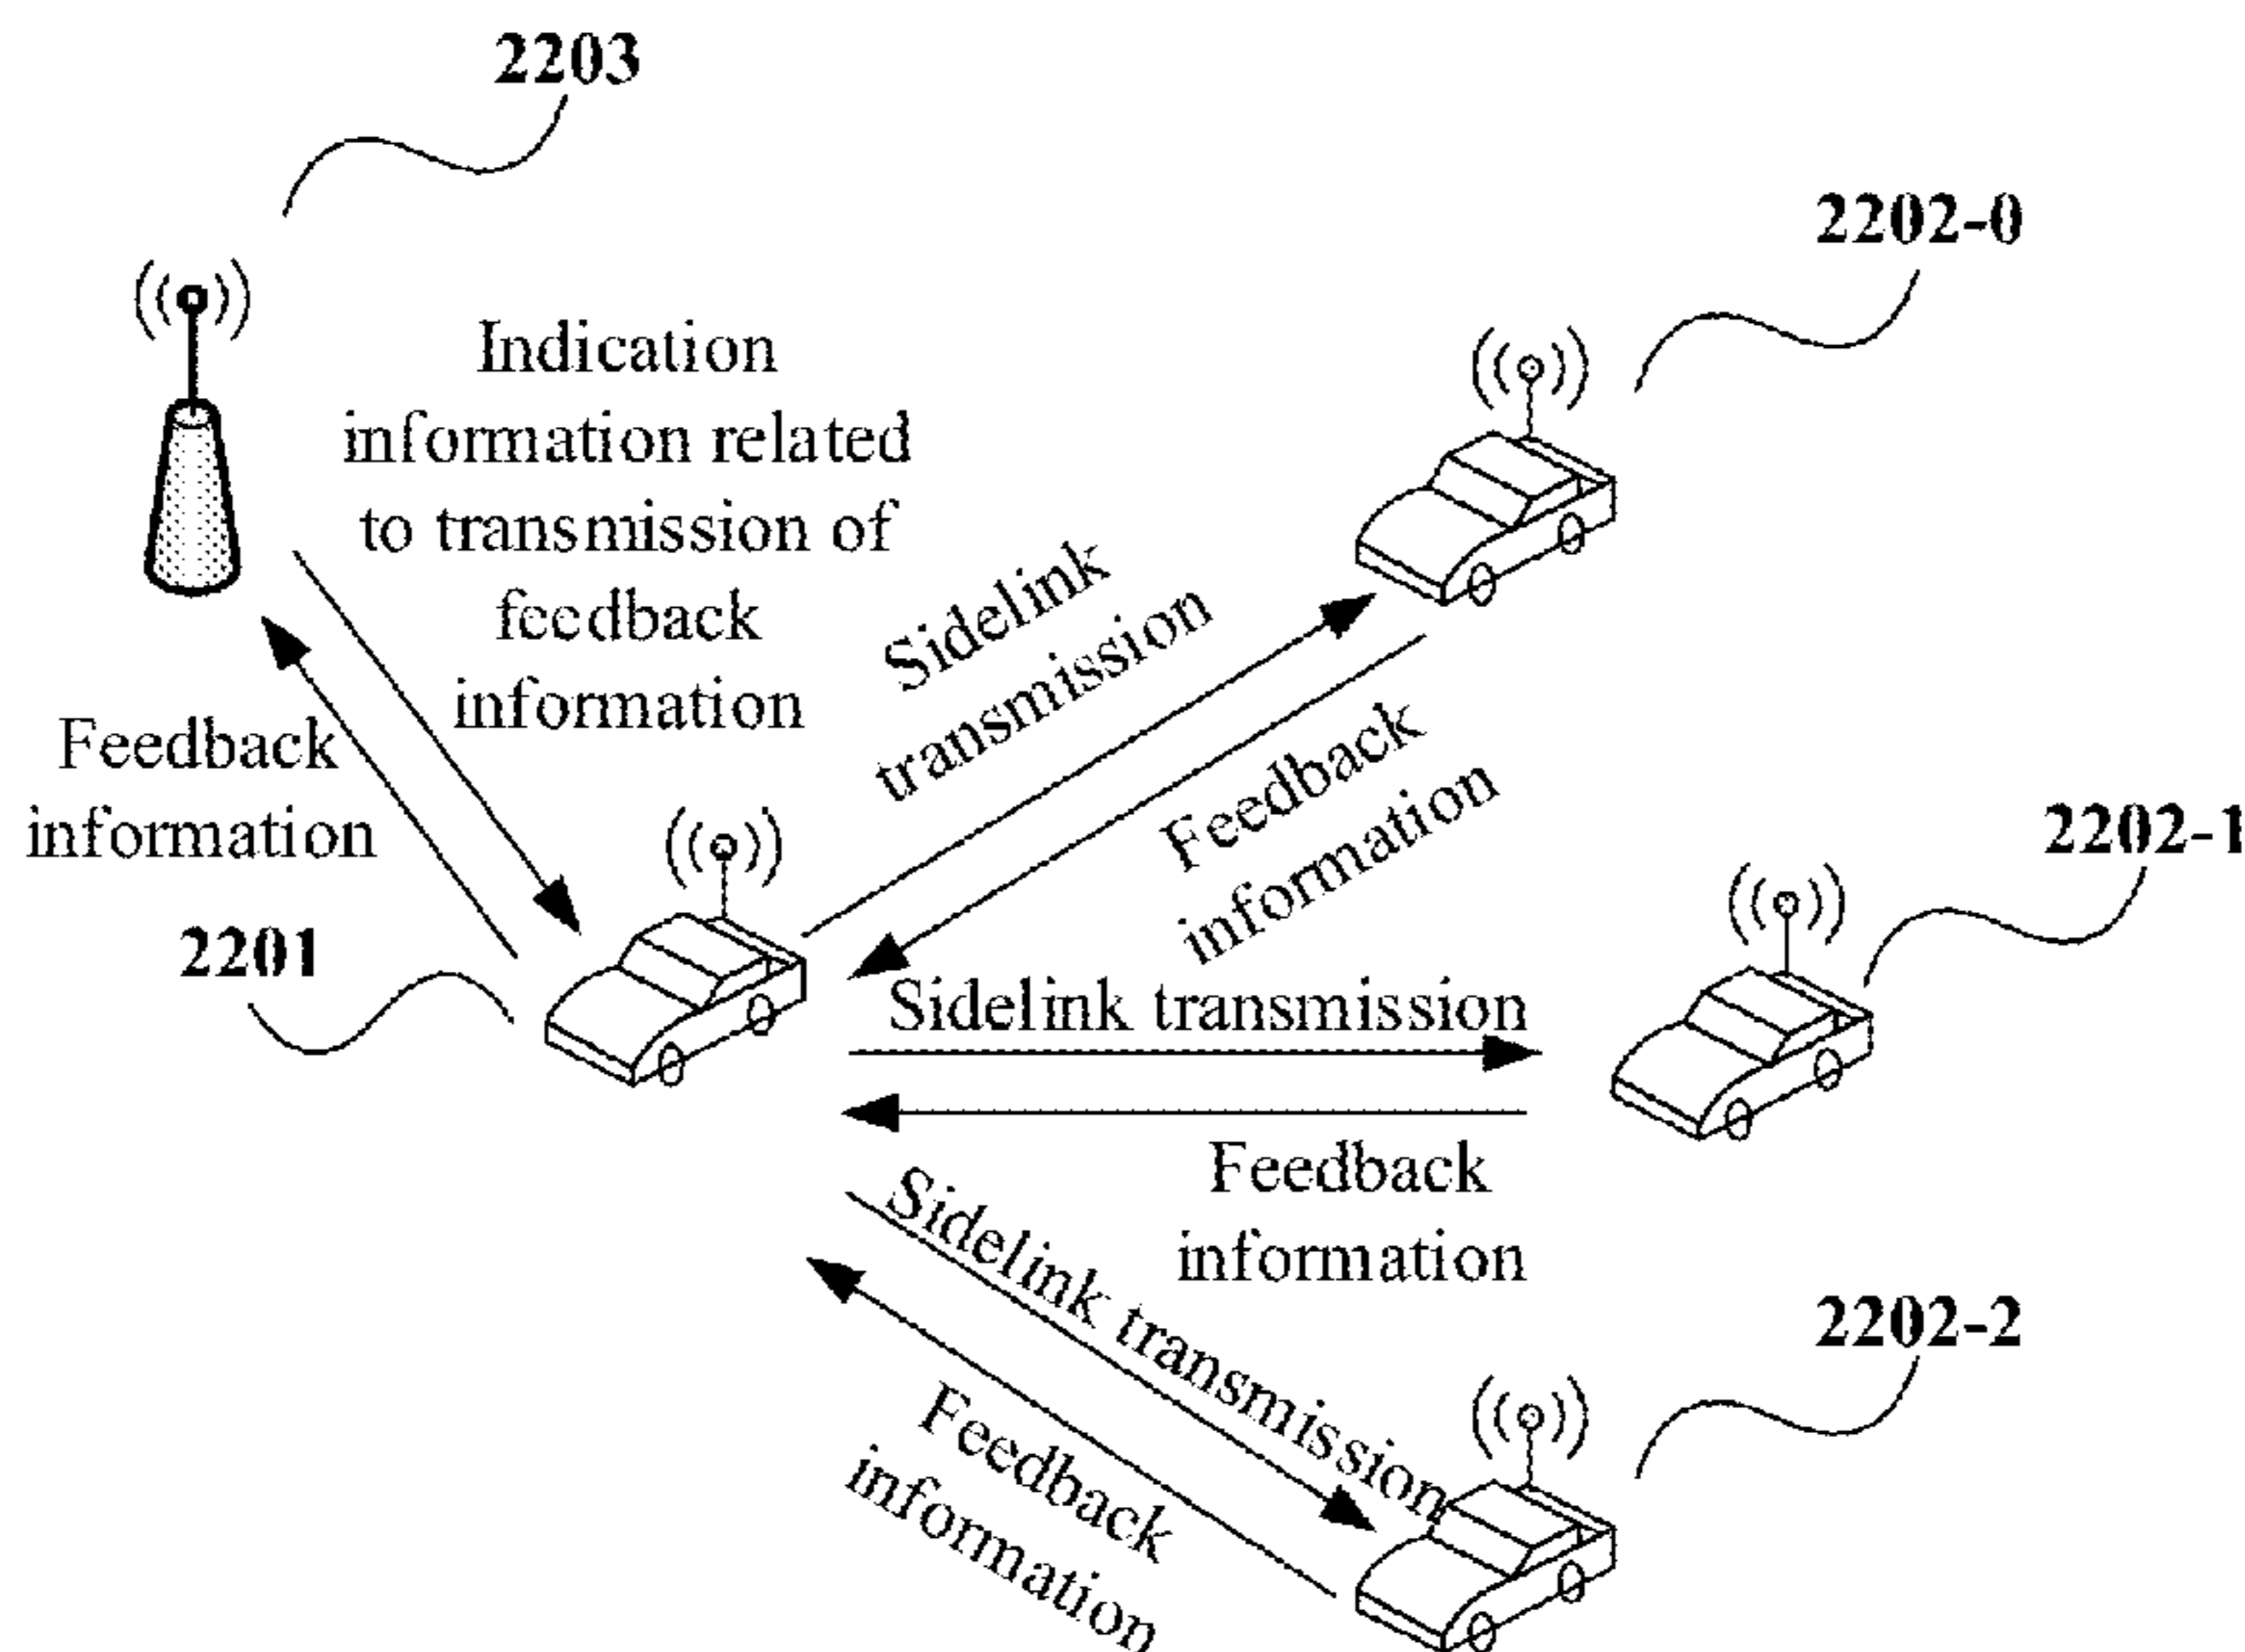 2203
2202-0
Indication
information related
to transmission of
feedback
information
Sidelink
transmission
Feedback
information
Feedback
information
2202-1
2201
Sidelink transmission
Feedback
information
Sidelink transmission
2202-2
Feedback
information